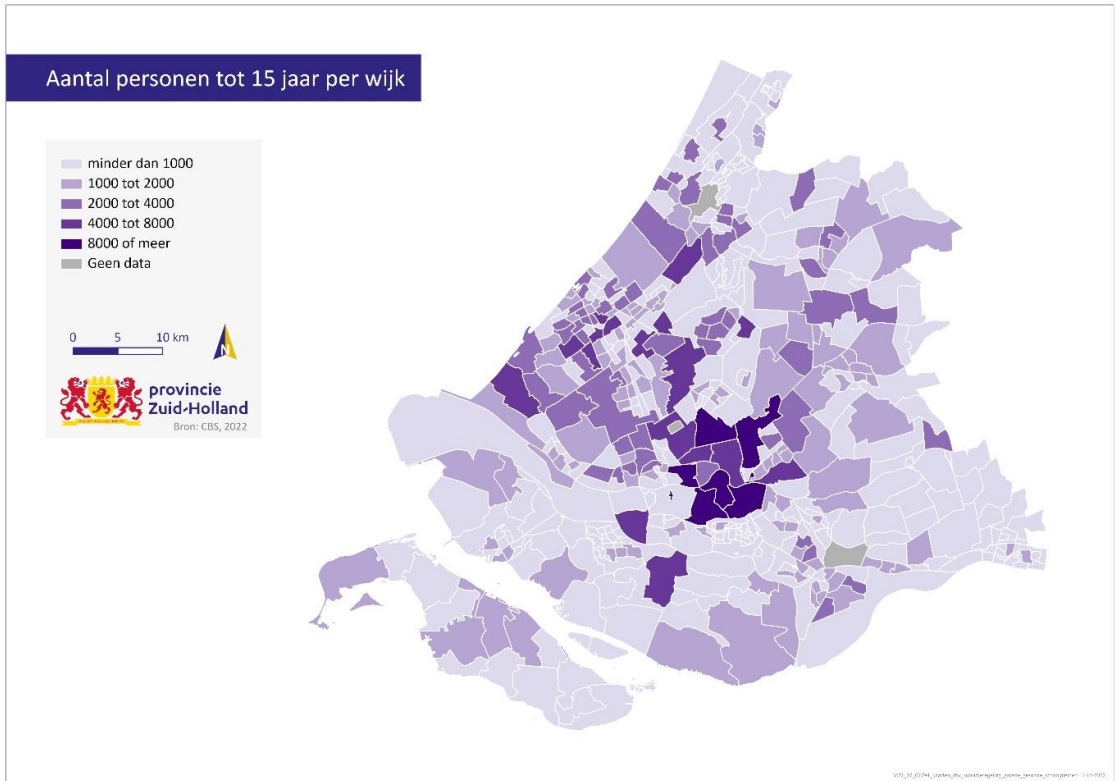 Aantal personen tot 15 jaar per wijk
minder dan 1000
1000 tot 2000
2000 tot 4000
4000 tot 8000
8000 of meer
Geen data
0 5 10 km
N
provincie
Zuid-Holland
Bron: CBS, 2022